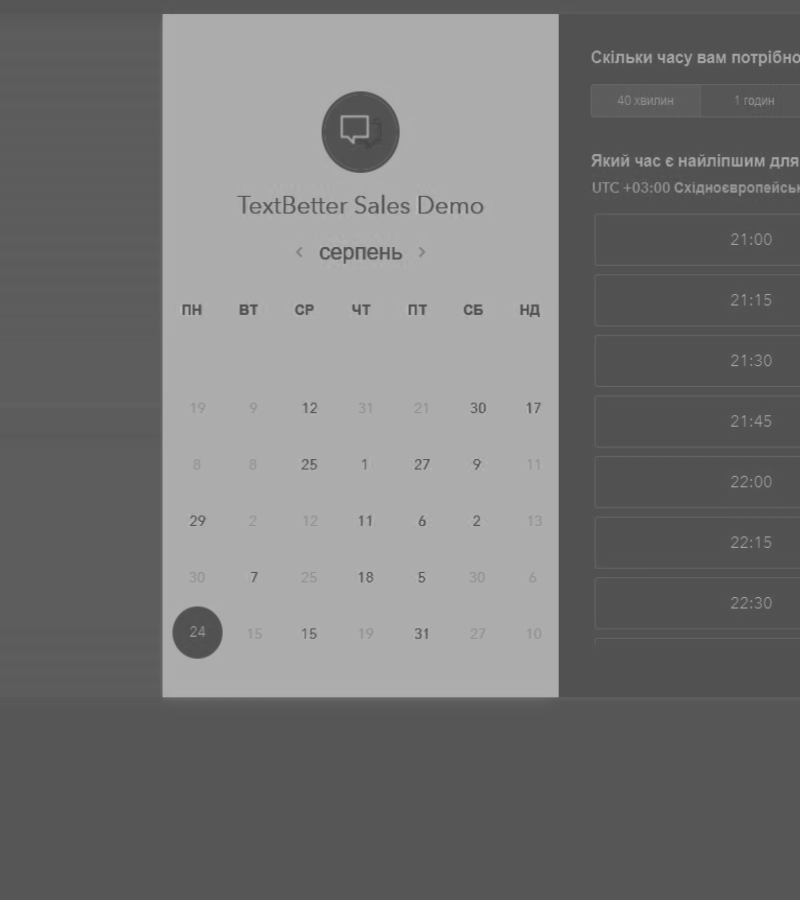 TextBetter Sales Demo
< серпень >
ПН ВТ СР ЧТ ПТ СБ НД
19 9 12 31 21 30 17
8 8 25 1 27 9 11
29 2 12 11 6 2 13
30 7 25 18 5 30 6
24 15 15 19 31 27 10
Скільки часу вам потрібно
40 хвилин 1 годин
Який час є найліпшим для
UTC +03:00 Східноєвропейсь
21:00
21:15
21:30
21:45
22:00
22:15
22:30